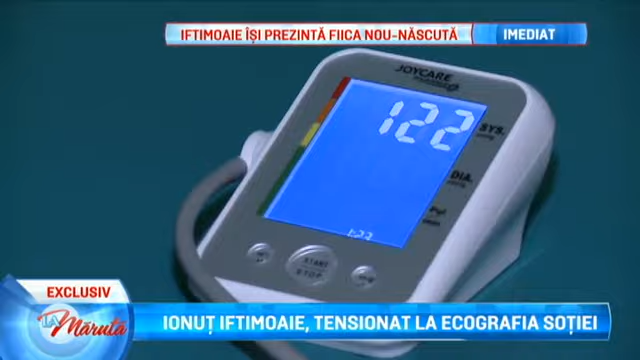 IFTIMOAIE ÎȘI PREZINTĂ FIICA NOU-NĂSCUTĂ
IMEDIAT
JOYCARE
122
SYS.
DIA.
START
STOP
EXCLUSIV
LA Măruță
IONUȚ IFTIMOAIE, TENSIONAT LA ECOGRAFIA SOȚIEI